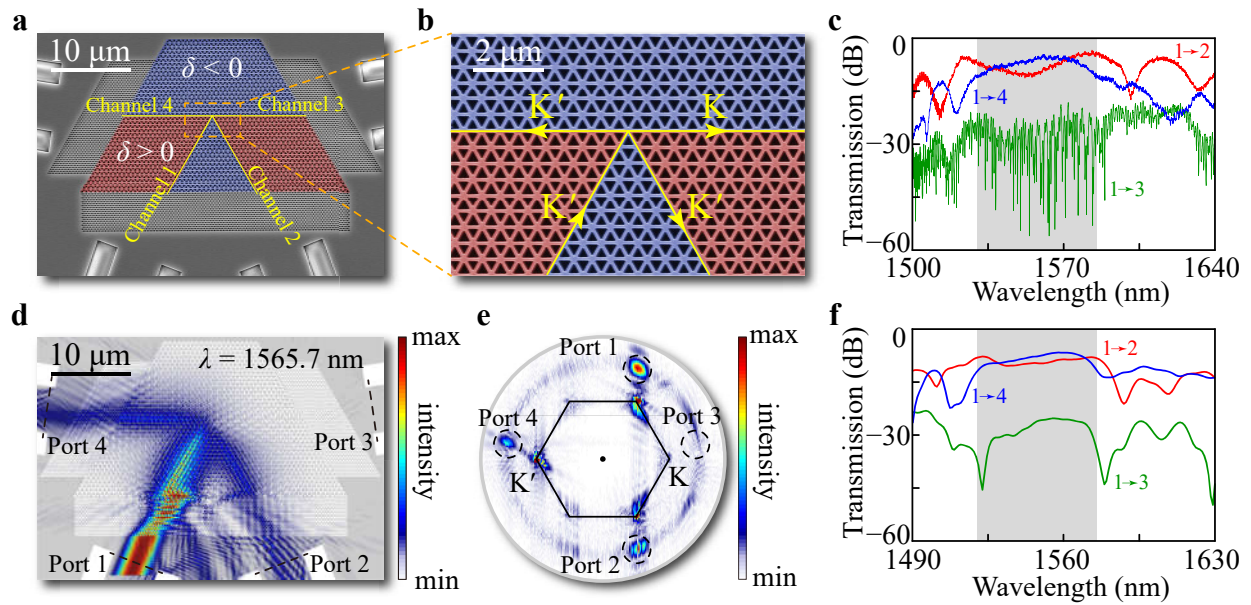 a
10 μm
δ < 0
Channel 4
Channel 3
δ > 0
Channel 1
Channel 2
b
2 μm
K′
K
K′
K′
c
0
−30
−60
Transmission (dB)
1→2
1→4
1→3
1500
1570
1640
Wavelength (nm)
d
10 μm
λ = 1565.7 nm
Port 4
Port 3
Port 1
Port 2
max
intensity
min
e
Port 1
Port 4
Port 3
K′
K
Port 2
max
intensity
min
f
0
−30
−60
Transmission (dB)
1→2
1→4
1→3
1490
1560
1630
Wavelength (nm)